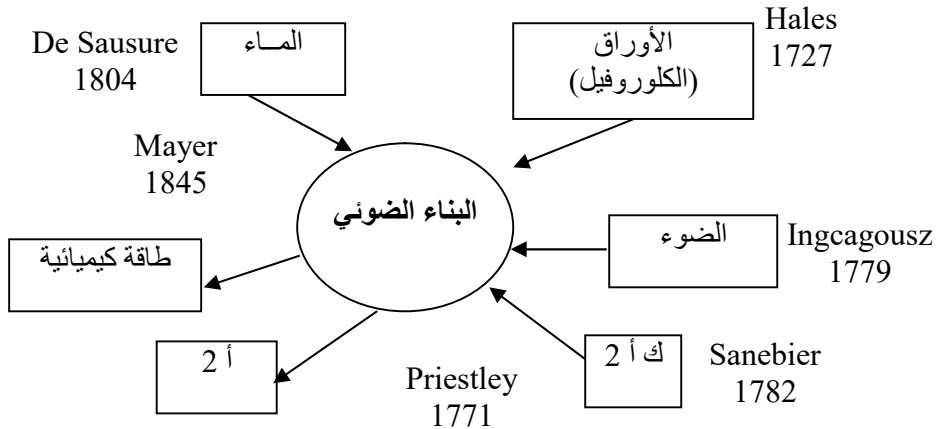 De Sausure
1804
المــاء
الأوراق
(الكلوروفيل)
Hales
1727
Mayer
1845
البناء الضوئي
الضوء
Ingcagousz
1779
طاقة كيميائية
أ 2
Priestley
1771
ك أ 2
Sanebier
1782